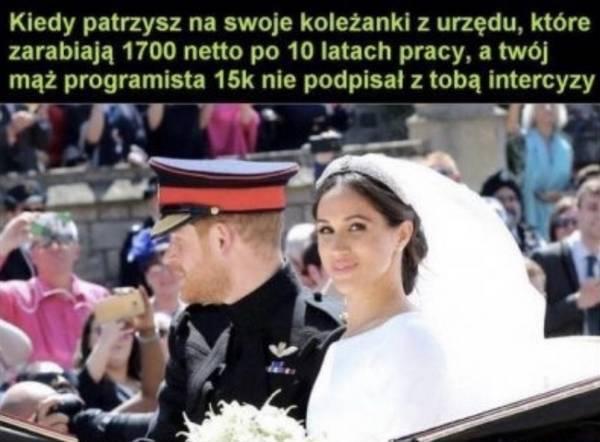 Kiedy patrzysz na swoje koleżanki z urzędu, które
zarabiają 1700 netto po 10 latach pracy, a twój
mąż programista 15k nie podpisał z tobą intercyzy